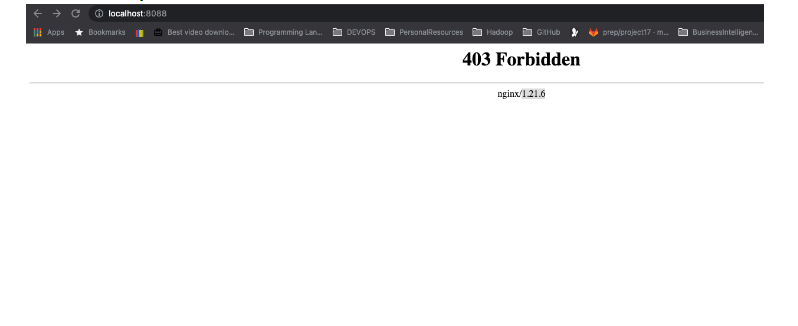 localhost:8088
Apps Bookmarks Best video downlo... Programming Lan... DEVOPS PersonalResources Hadoop GitHub prep/project17 - m... BusinessIntelligen...
403 Forbidden
nginx/1.21.6